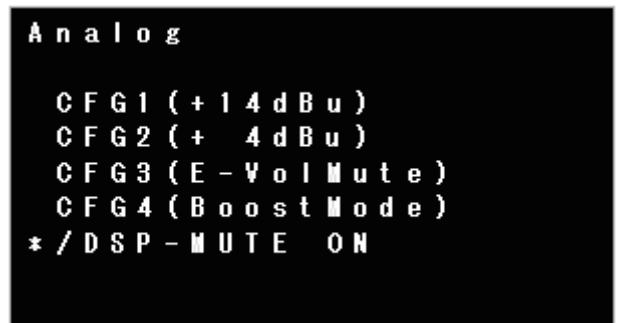 Analog
CFG1(+14dBu)
CFG2(+ 4dBu)
CFG3(E-VolMute)
CFG4(BoostMode)
*/DSP-MUTE ON